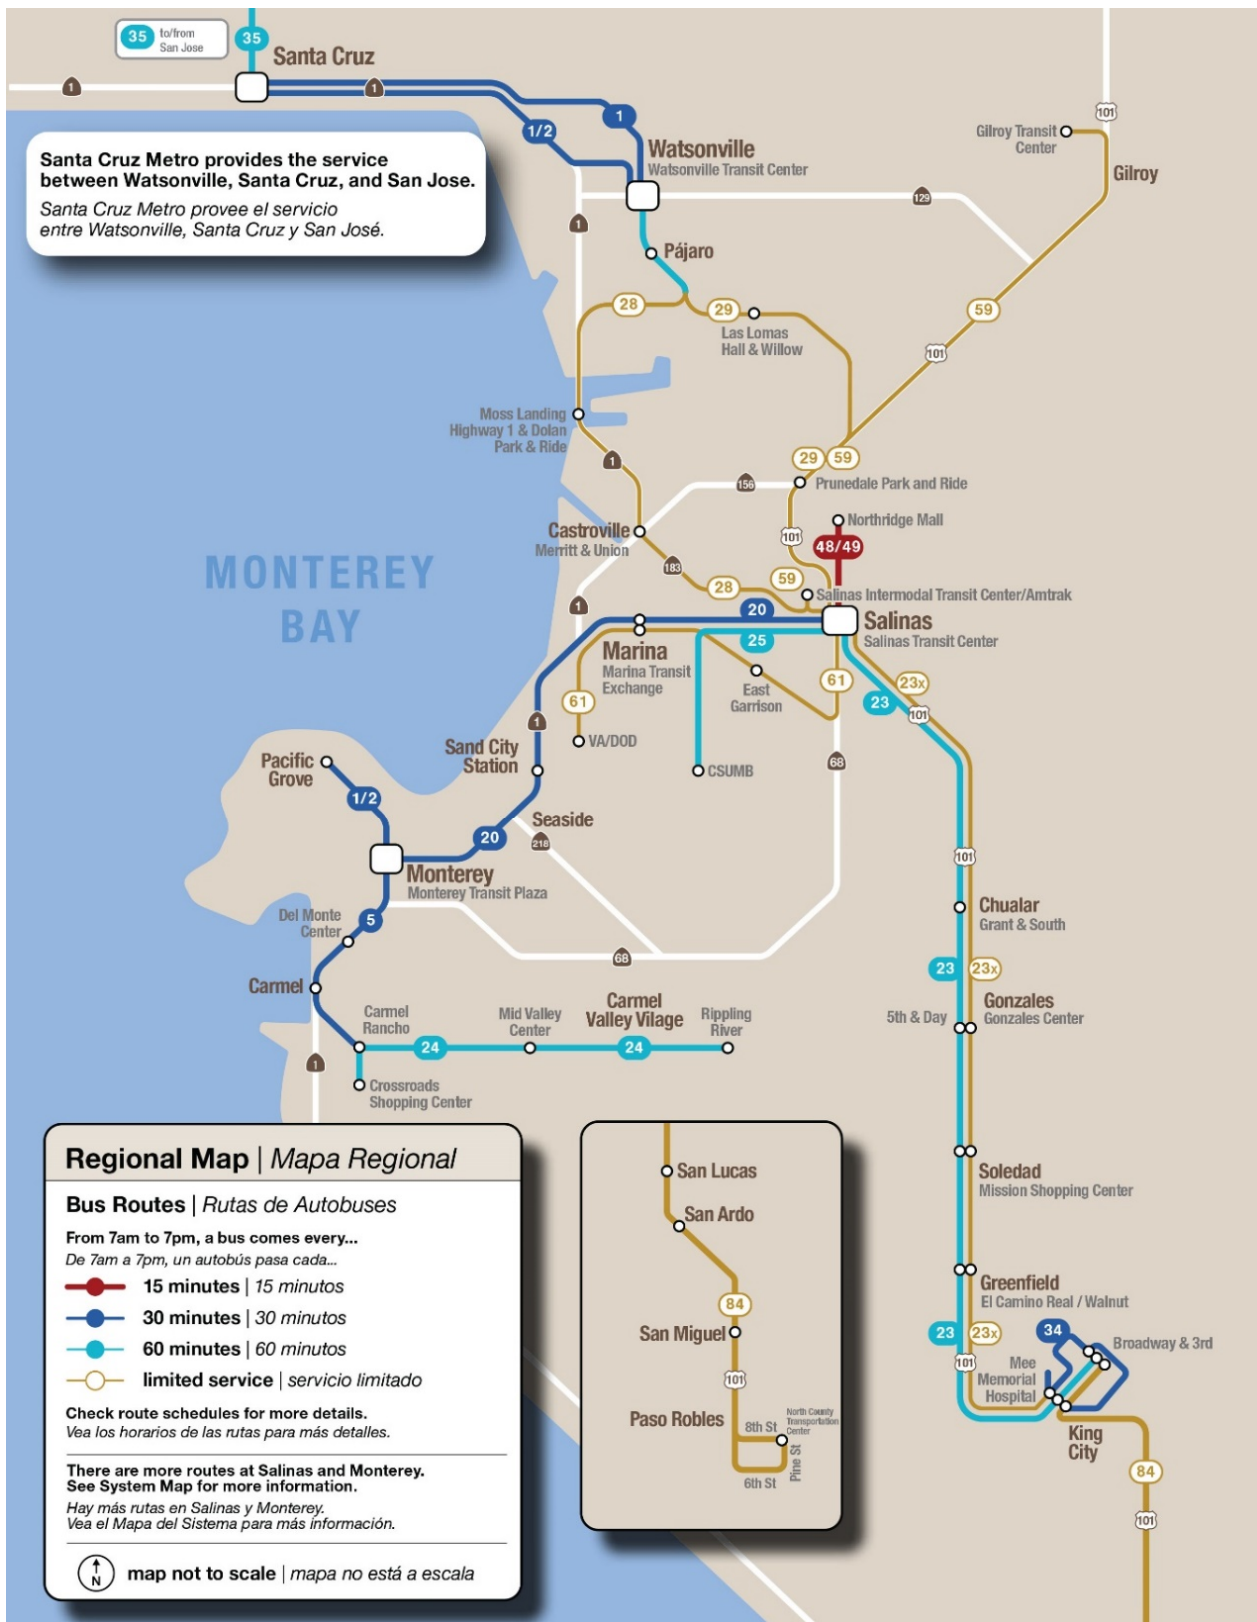 35 to/from
San Jose
35
Santa Cruz
1
1
1
1/2
101
Gilroy Transit
Center
Gilroy
Santa Cruz Metro provides the service
between Watsonville, Santa Cruz, and San Jose.
Santa Cruz Metro provee el servicio
entre Watsonville, Santa Cruz y San José.
Watsonville
Watsonville Transit Center
129
1
Pájaro
28
29
59
Las Lomas
Hall & Willow
101
Moss Landing
Highway 1 & Dolan
Park & Ride
1
29
59
156
Prunedale Park and Ride
Castroville
Merritt & Union
101
Northridge Mall
48/49
MONTEREY
BAY
183
28
59
Salinas Intermodal Transit Center/Amtrak
1
20
25
Salinas
Salinas Transit Center
Marina
Marina Transit
Exchange
East
Garrison
61
61
23x
23
101
1
VA/DOD
CSUMB
68
Sand City
Station
Pacific
Grove
1/2
20
Seaside
218
Monterey
Monterey Transit Plaza
101
Del Monte
Center
5
68
Chualar
Grant & South
23
23x
Carmel
Carmel
Rancho
24
Mid Valley
Center
Carmel
Valley Vilage
24
Rippling
River
5th & Day
Gonzales
Gonzales Center
1
Crossroads
Shopping Center
Soledad
Mission Shopping Center
Greenfield
El Camino Real / Walnut
23
23x
101
34
Broadway & 3rd
Mee
Memorial
Hospital
King
City
84
101
San Lucas
San Ardo
84
San Miguel
101
Paso Robles
8th St
North County
Transportation
Center
Pine St
6th St
Regional Map | Mapa Regional
Bus Routes | Rutas de Autobuses
From 7am to 7pm, a bus comes every...
De 7am a 7pm, un autobús pasa cada...
15 minutes | 15 minutos
30 minutes | 30 minutos
60 minutes | 60 minutos
limited service | servicio limitado
Check route schedules for more details.
Vea los horarios de las rutas para más detalles.
There are more routes at Salinas and Monterey.
See System Map for more information.
Hay más rutas en Salinas y Monterey.
Vea el Mapa del Sistema para más información.
N
map not to scale | mapa no está a escala